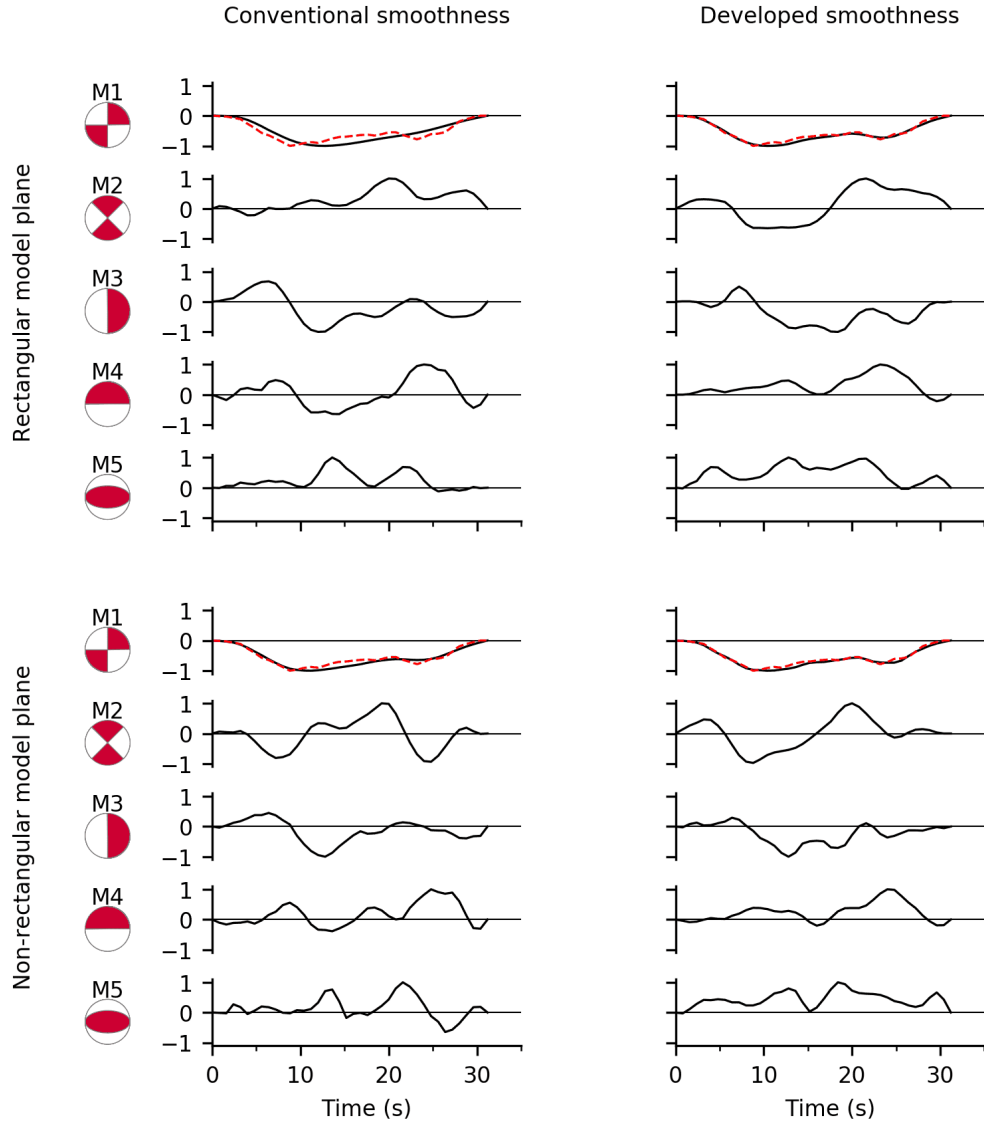 Conventional smoothness
Developed smoothness
Rectangular model plane
M1
1
0
−1
M2
1
0
−1
M3
1
0
−1
M4
1
0
−1
M5
1
0
−1
Non-rectangular model plane
M1
1
0
−1
M2
1
0
−1
M3
1
0
−1
M4
1
0
−1
M5
1
0
−1
0 10 20 30
0 10 20 30
Time (s)
Time (s)